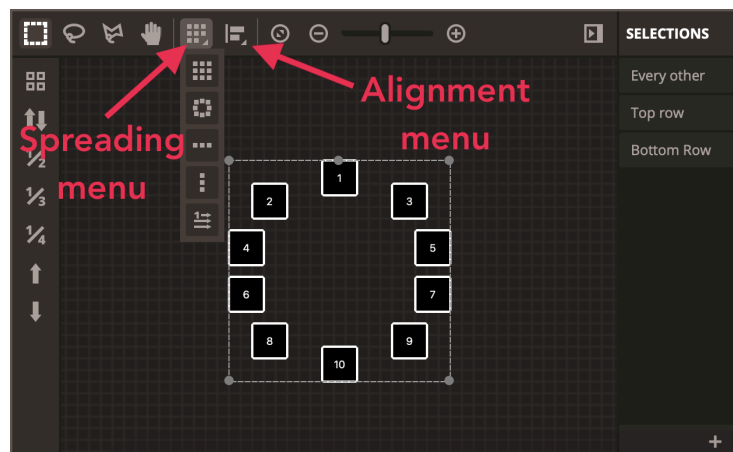 SELECTIONS
Every other
Top row
Bottom Row
Alignment
menu
Spreading
menu
1/2
1/3
1/4
1
1
2
3
4
5
6
7
8
9
10
+